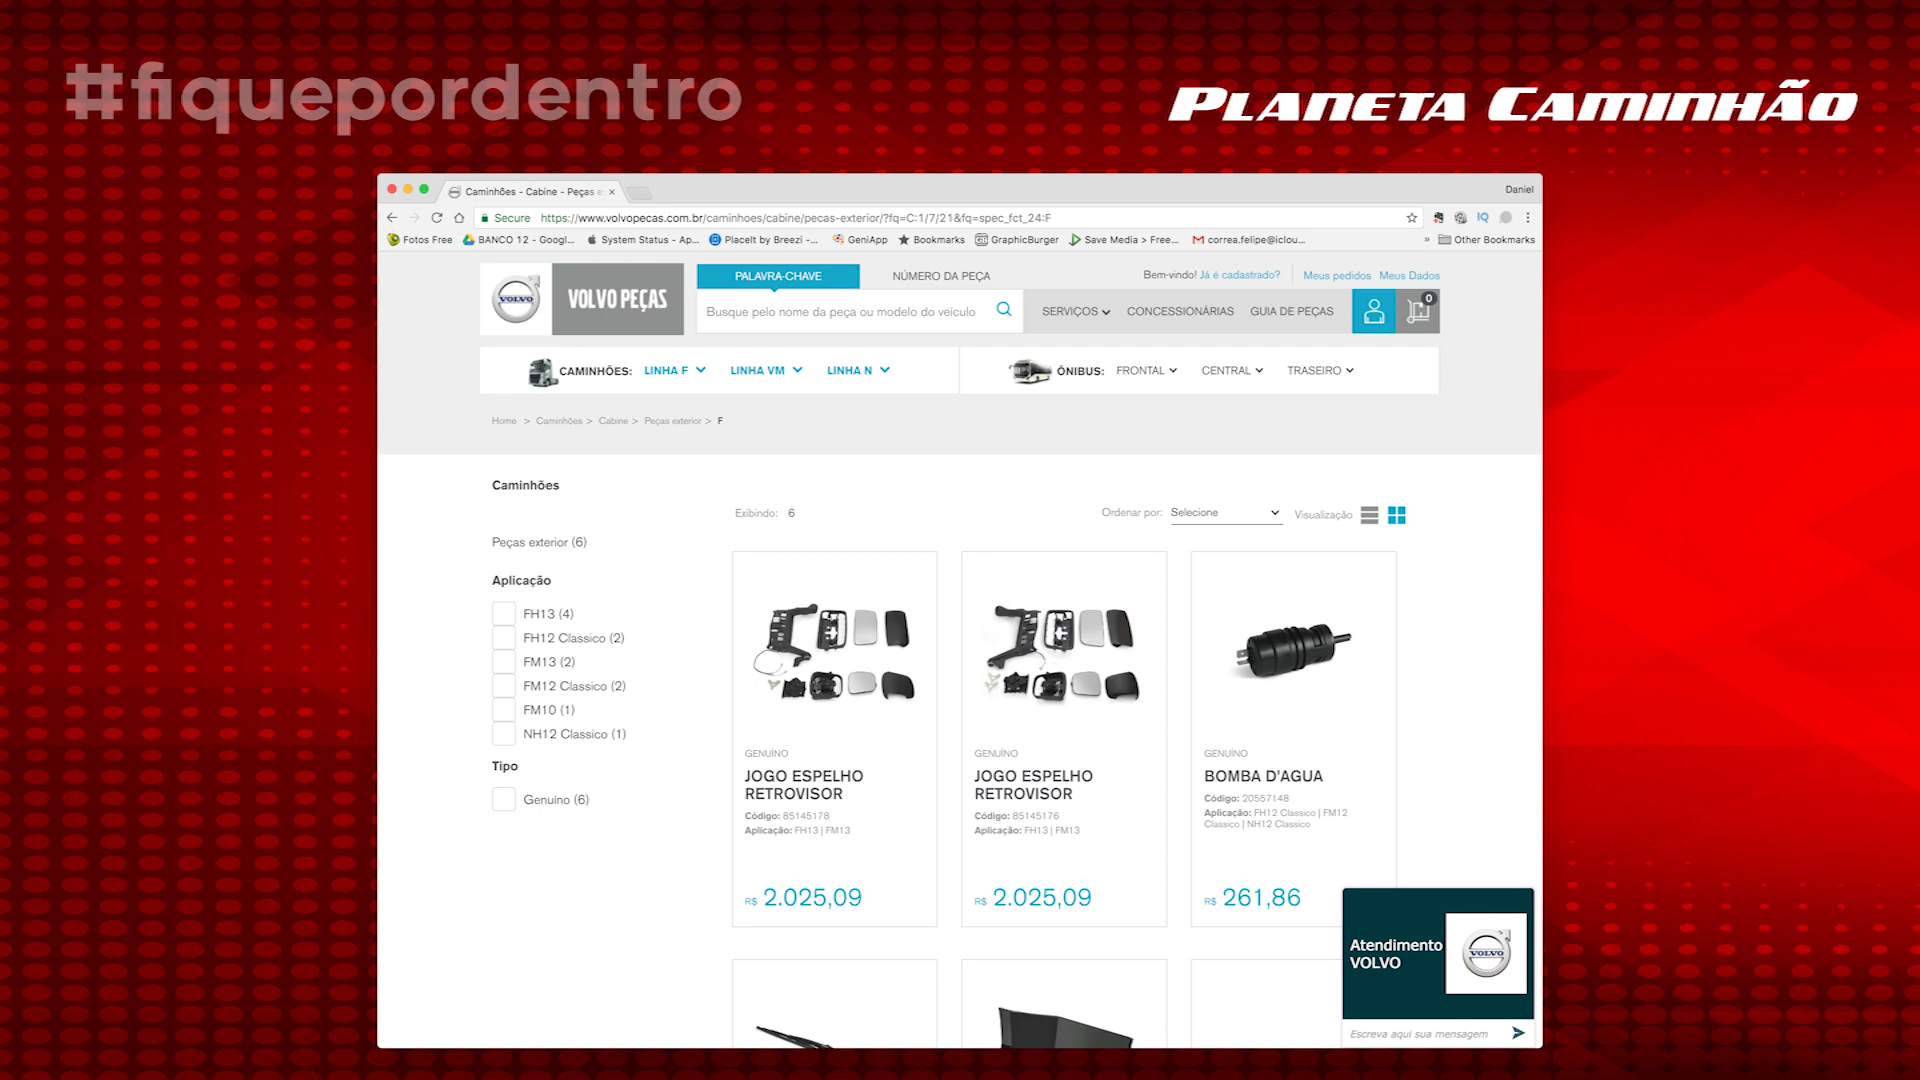 #fiquepordentro
PLANETA CAMINHÃO
Caminhões - Cabine - Peças e
Daniel
Secure https://www.volvopecas.com.br/caminhoes/cabine/pecas-exterior/?fq=C:1/7/21&fq=spec_fct_24:F
IQ
Fotos Free BANCO 12 - Googl... System Status - Ap... PlaceIt by Breezi -... GeniApp Bookmarks GraphicBurger Save Media > Free... correa.felipe@iclou... » Other Bookmarks
VOLVO
VOLVO PEÇAS
PALAVRA-CHAVE NÚMERO DA PEÇA
Bem-vindo! Já é cadastrado? Meus pedidos Meus Dados
Busque pelo nome da peça ou modelo do veiculo
SERVIÇOS CONCESSIONÁRIAS GUIA DE PEÇAS 0
CAMINHÕES: LINHA F LINHA VM LINHA N ÔNIBUS: FRONTAL CENTRAL TRASEIRO
Home > Caminhões > Cabine > Peças exterior > F
Caminhões
Exibindo: 6
Ordenar por: Selecione Visualização
Peças exterior (6)
Aplicação
FH13 (4)
FH12 Classico (2)
FM13 (2)
FM12 Classico (2)
FM10 (1)
NH12 Classico (1)
Tipo
Genuino (6)
GENUÍNO
JOGO ESPELHO
RETROVISOR
Código: 85145178
Aplicação: FH13 | FM13
R$ 2.025,09
GENUÍNO
JOGO ESPELHO
RETROVISOR
Código: 85145176
Aplicação: FH13 | FM13
R$ 2.025,09
GENUÍNO
BOMBA D'AGUA
Código: 20557148
Aplicação: FH12 Classico | FM12
Classico | NH12 Classico
R$ 261,86
Atendimento
VOLVO
VOLVO
Escreva aqui sua mensagem